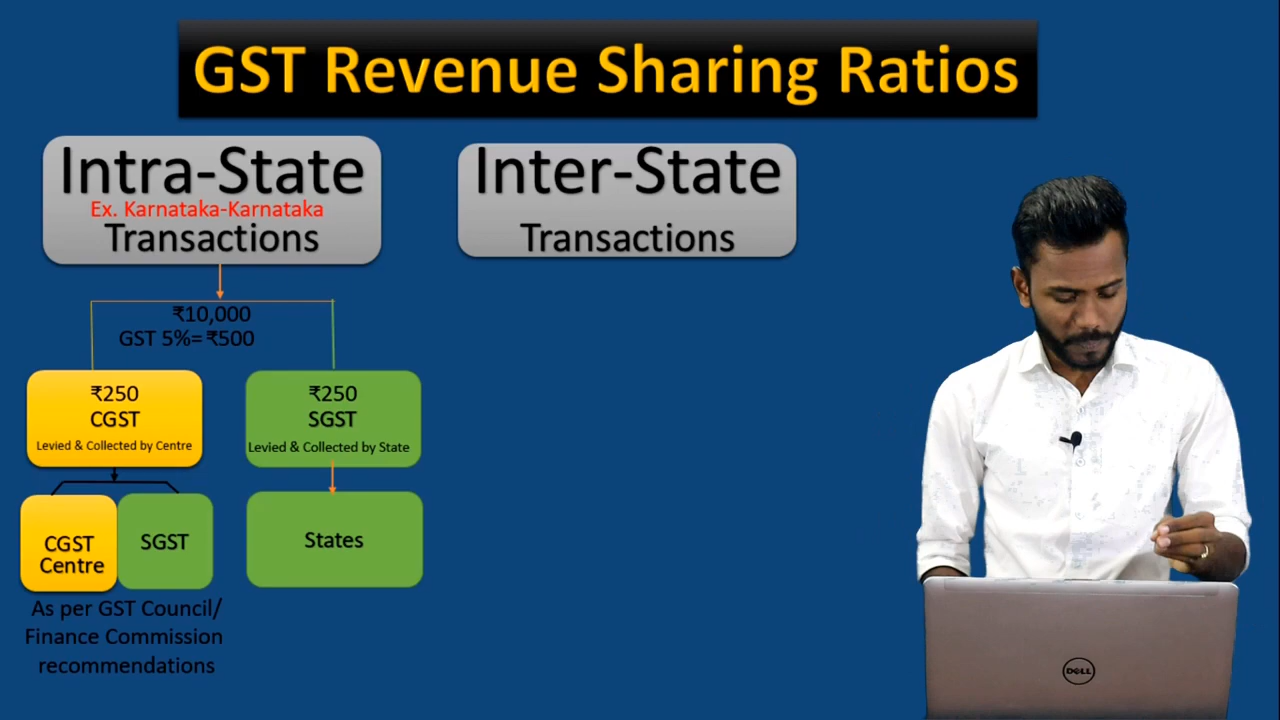 GST Revenue Sharing Ratios
Intra-State
Ex. Karnataka-Karnataka
Transactions
Inter-State
Transactions
₹10,000
GST 5%=₹500
₹250
CGST
Levied & Collected by Centre
₹250
SGST
Levied & Collected by State
CGST
Centre
SGST
States
As per GST Council/
Finance Commission
recommendations
DELL